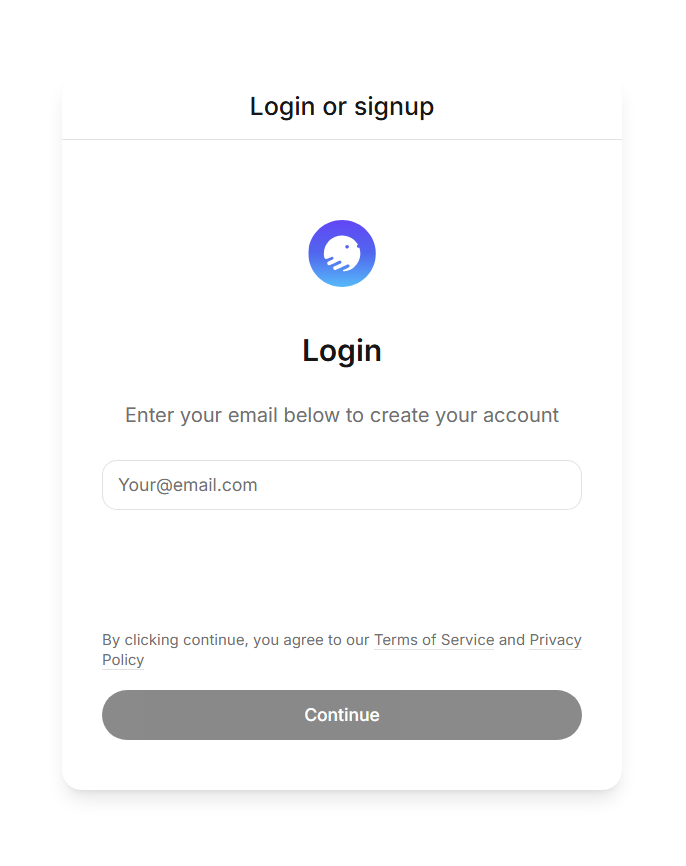 Login or signup
Login
Enter your email below to create your account
Your@email.com
By clicking continue, you agree to our Terms of Service and Privacy
Policy
Continue